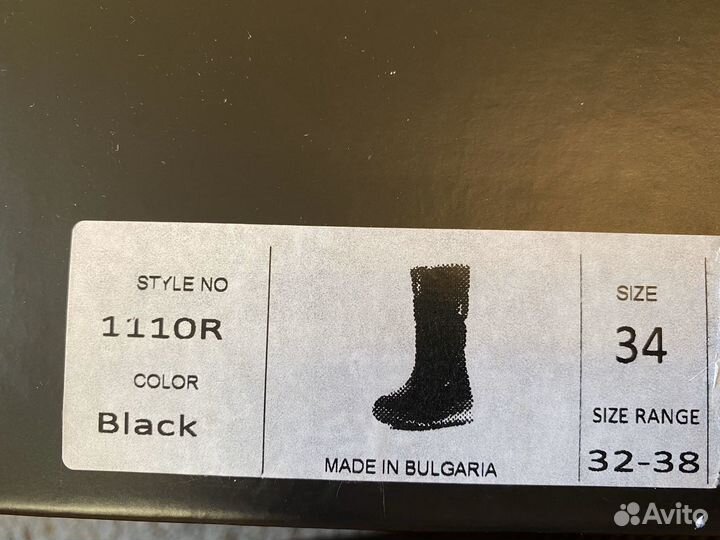 STYLE NO
1110R
COLOR
Black
MADE IN BULGARIA
SIZE
34
SIZE RANGE
32-38
Avito